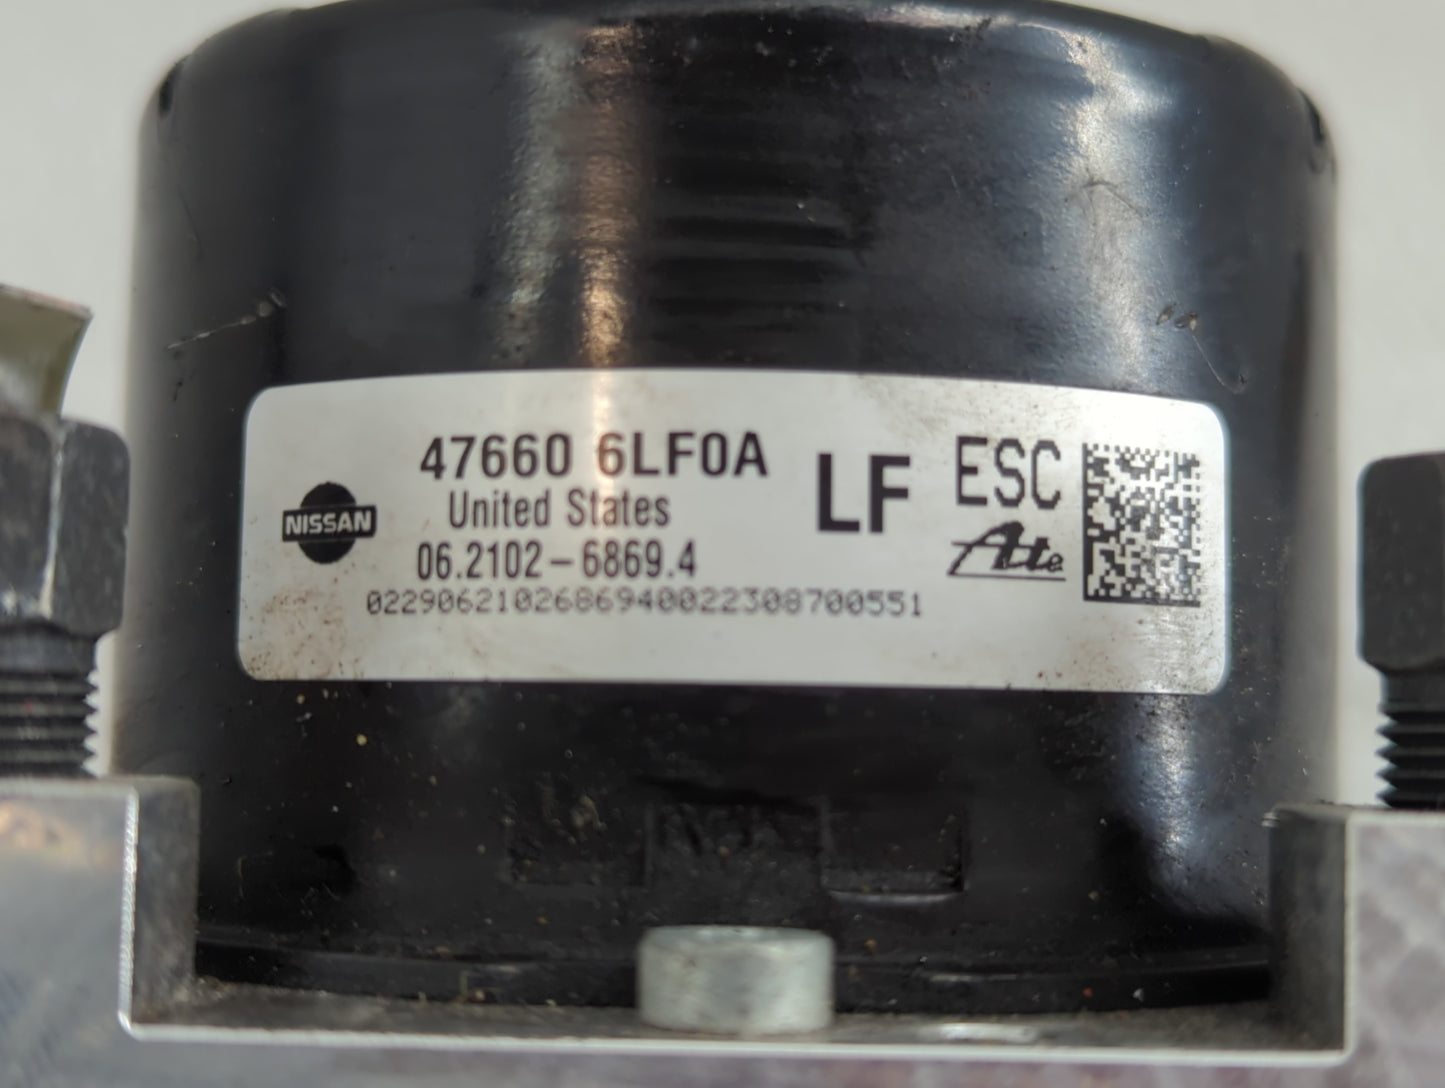 47660 6LF0A
United States
NISSAN
06.2102-6869.4
0229062102686940022308700551
LF
ESC
Ate